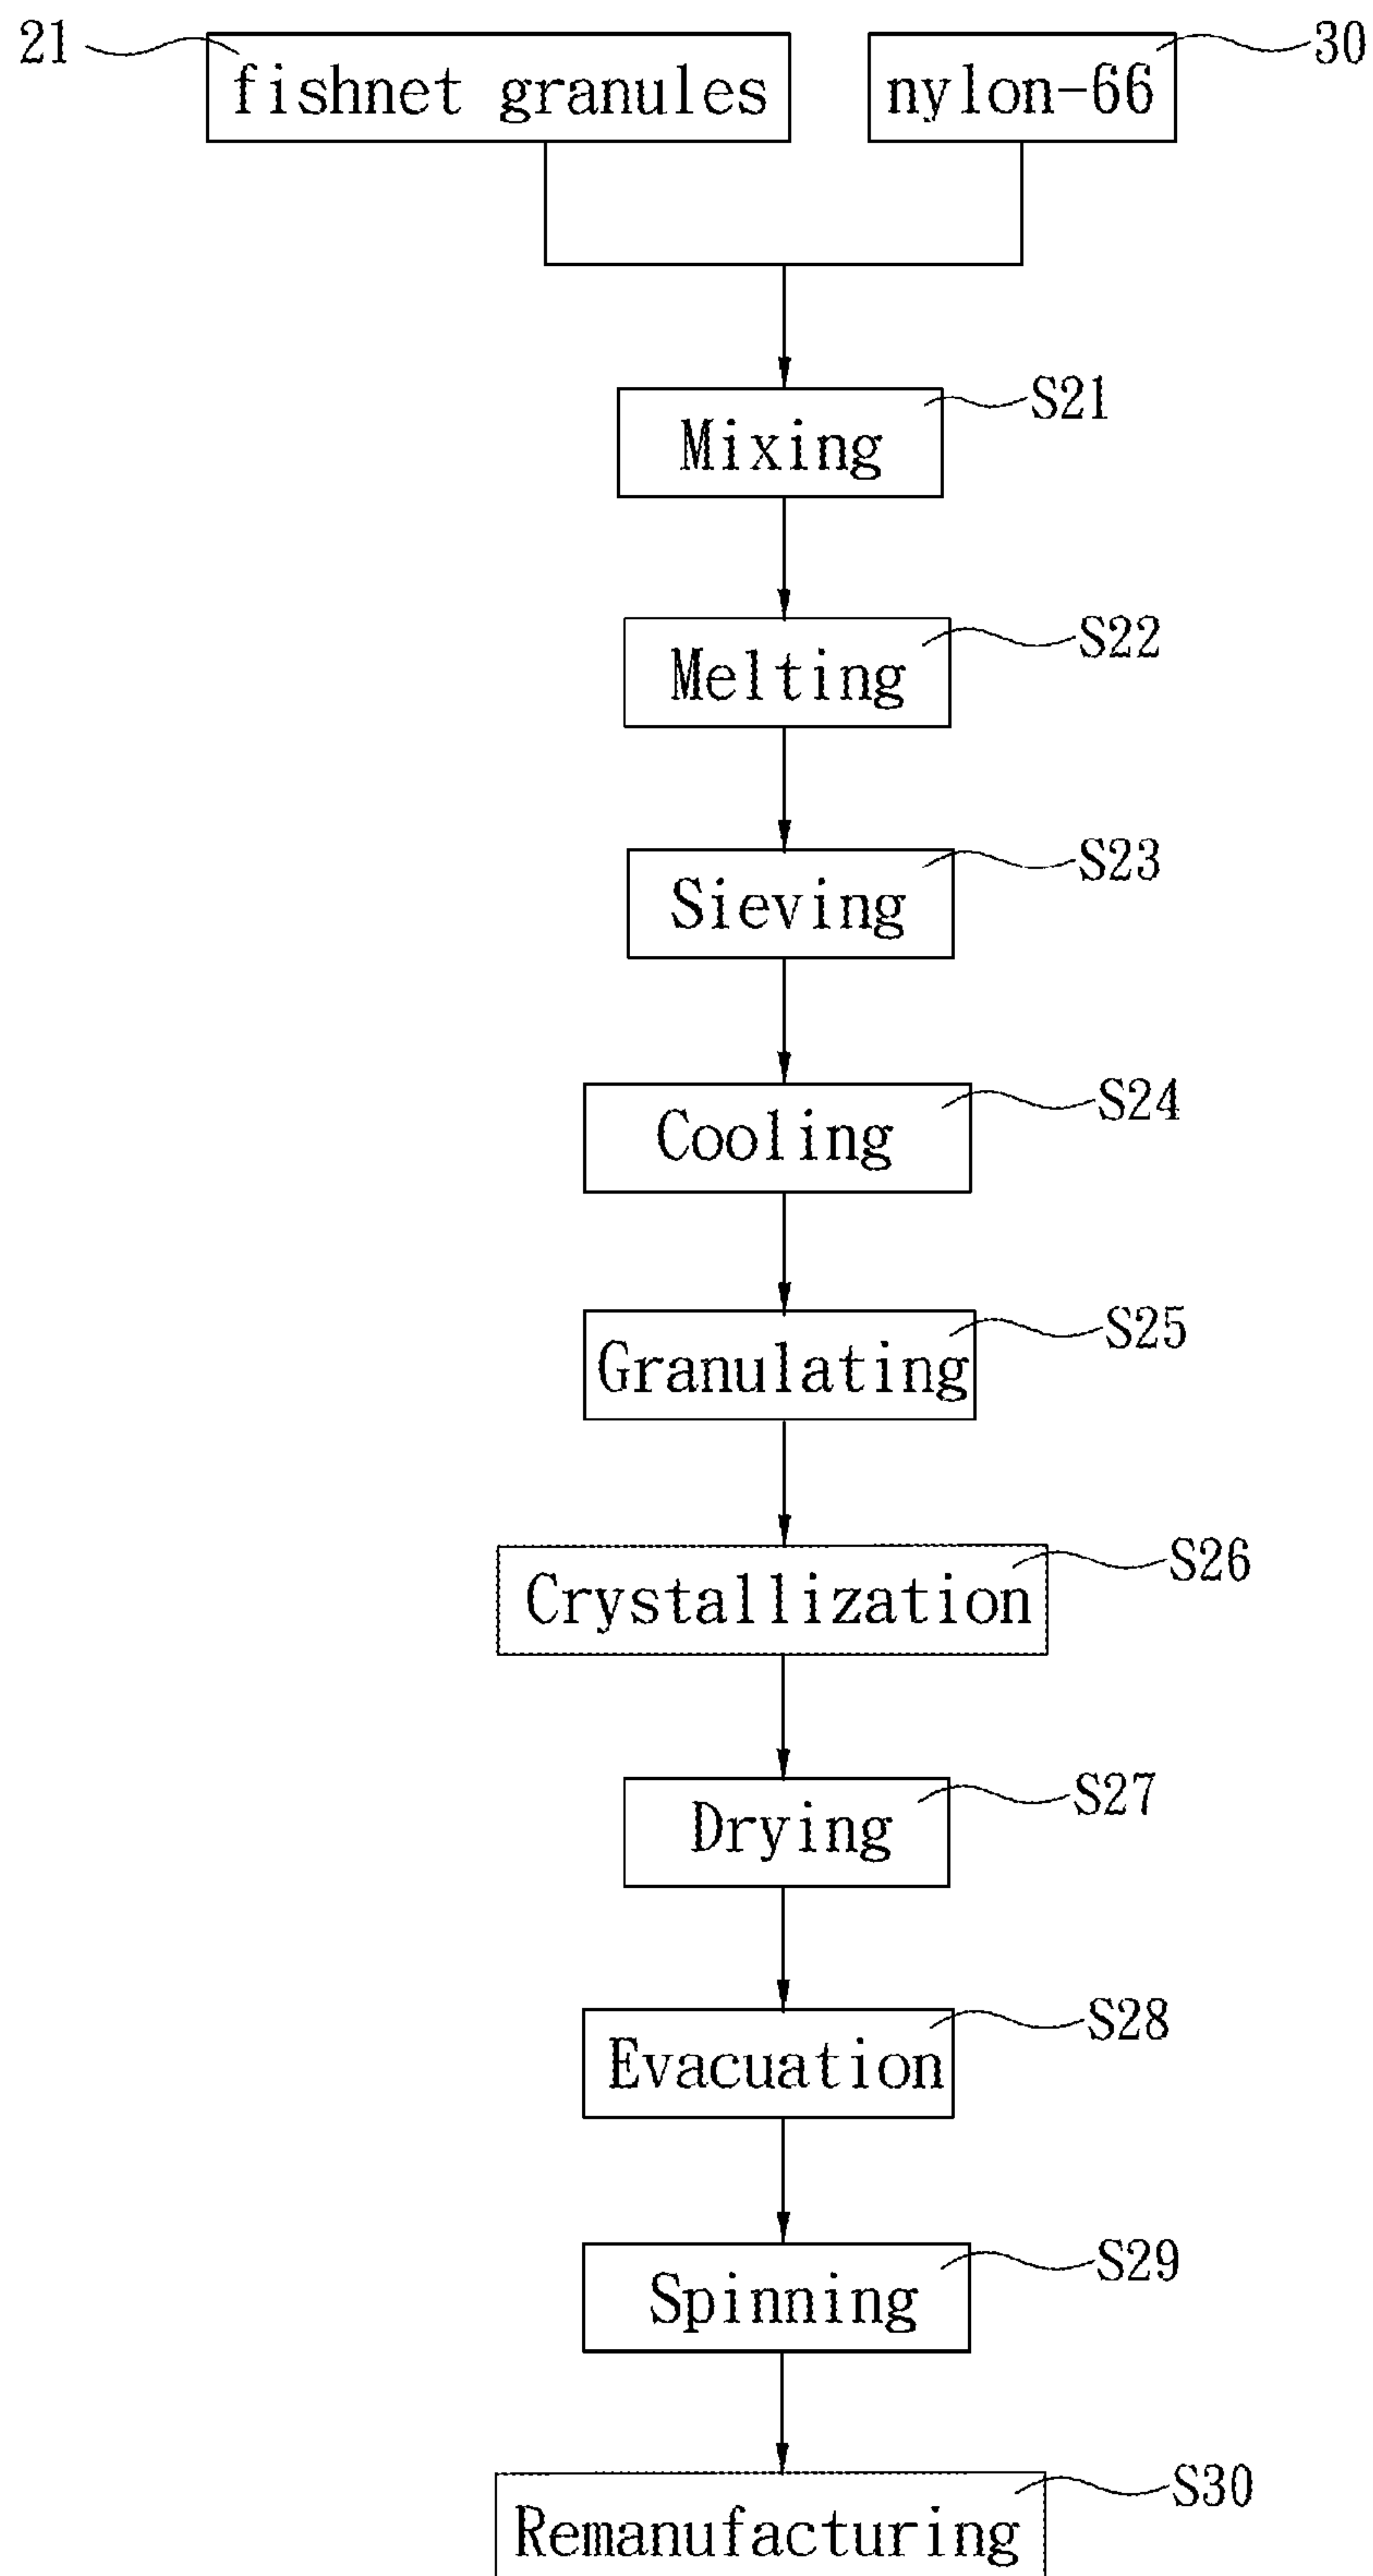 21 fishnet granules nylon-66 30
Mixing S21
Melting S22
Sieving S23
Cooling S24
Granulating S25
Crystallization S26
Drying S27
Evacuation S28
Spinning S29
Remanufacturing S30